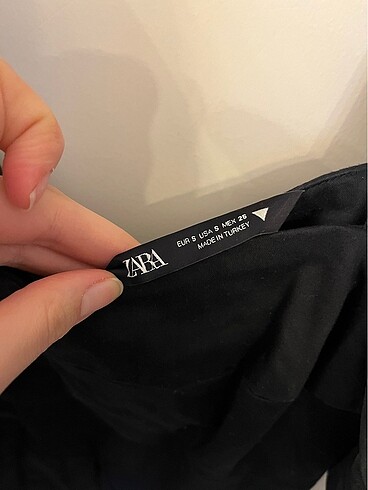 ZARA
EUR S USA S MEX 26
MADE IN TURKEY